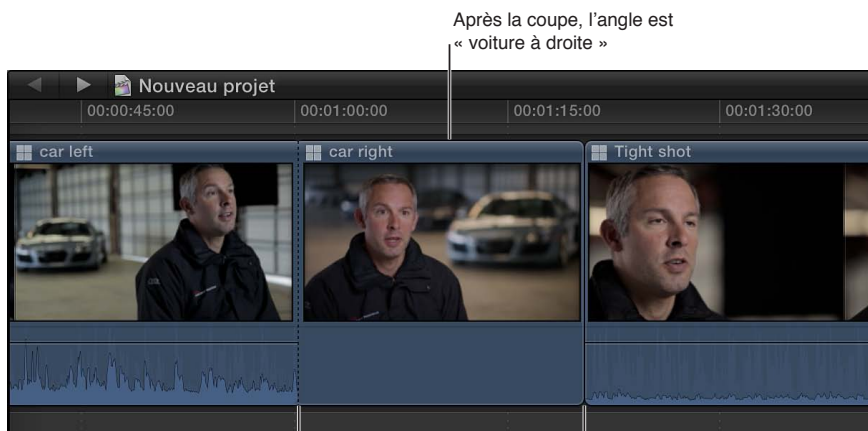 Après la coupe, l’angle est
« voiture à droite »
Nouveau projet
00:00:45:00
00:01:00:00
00:01:15:00
00:01:30:00
car left
car right
Tight shot